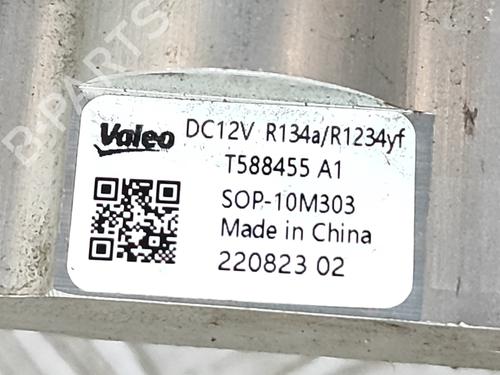 B-PARTS
Valeo DC12V R134a/R1234yf
T588455 A1
SOP-10M303
Made in China
220823 02